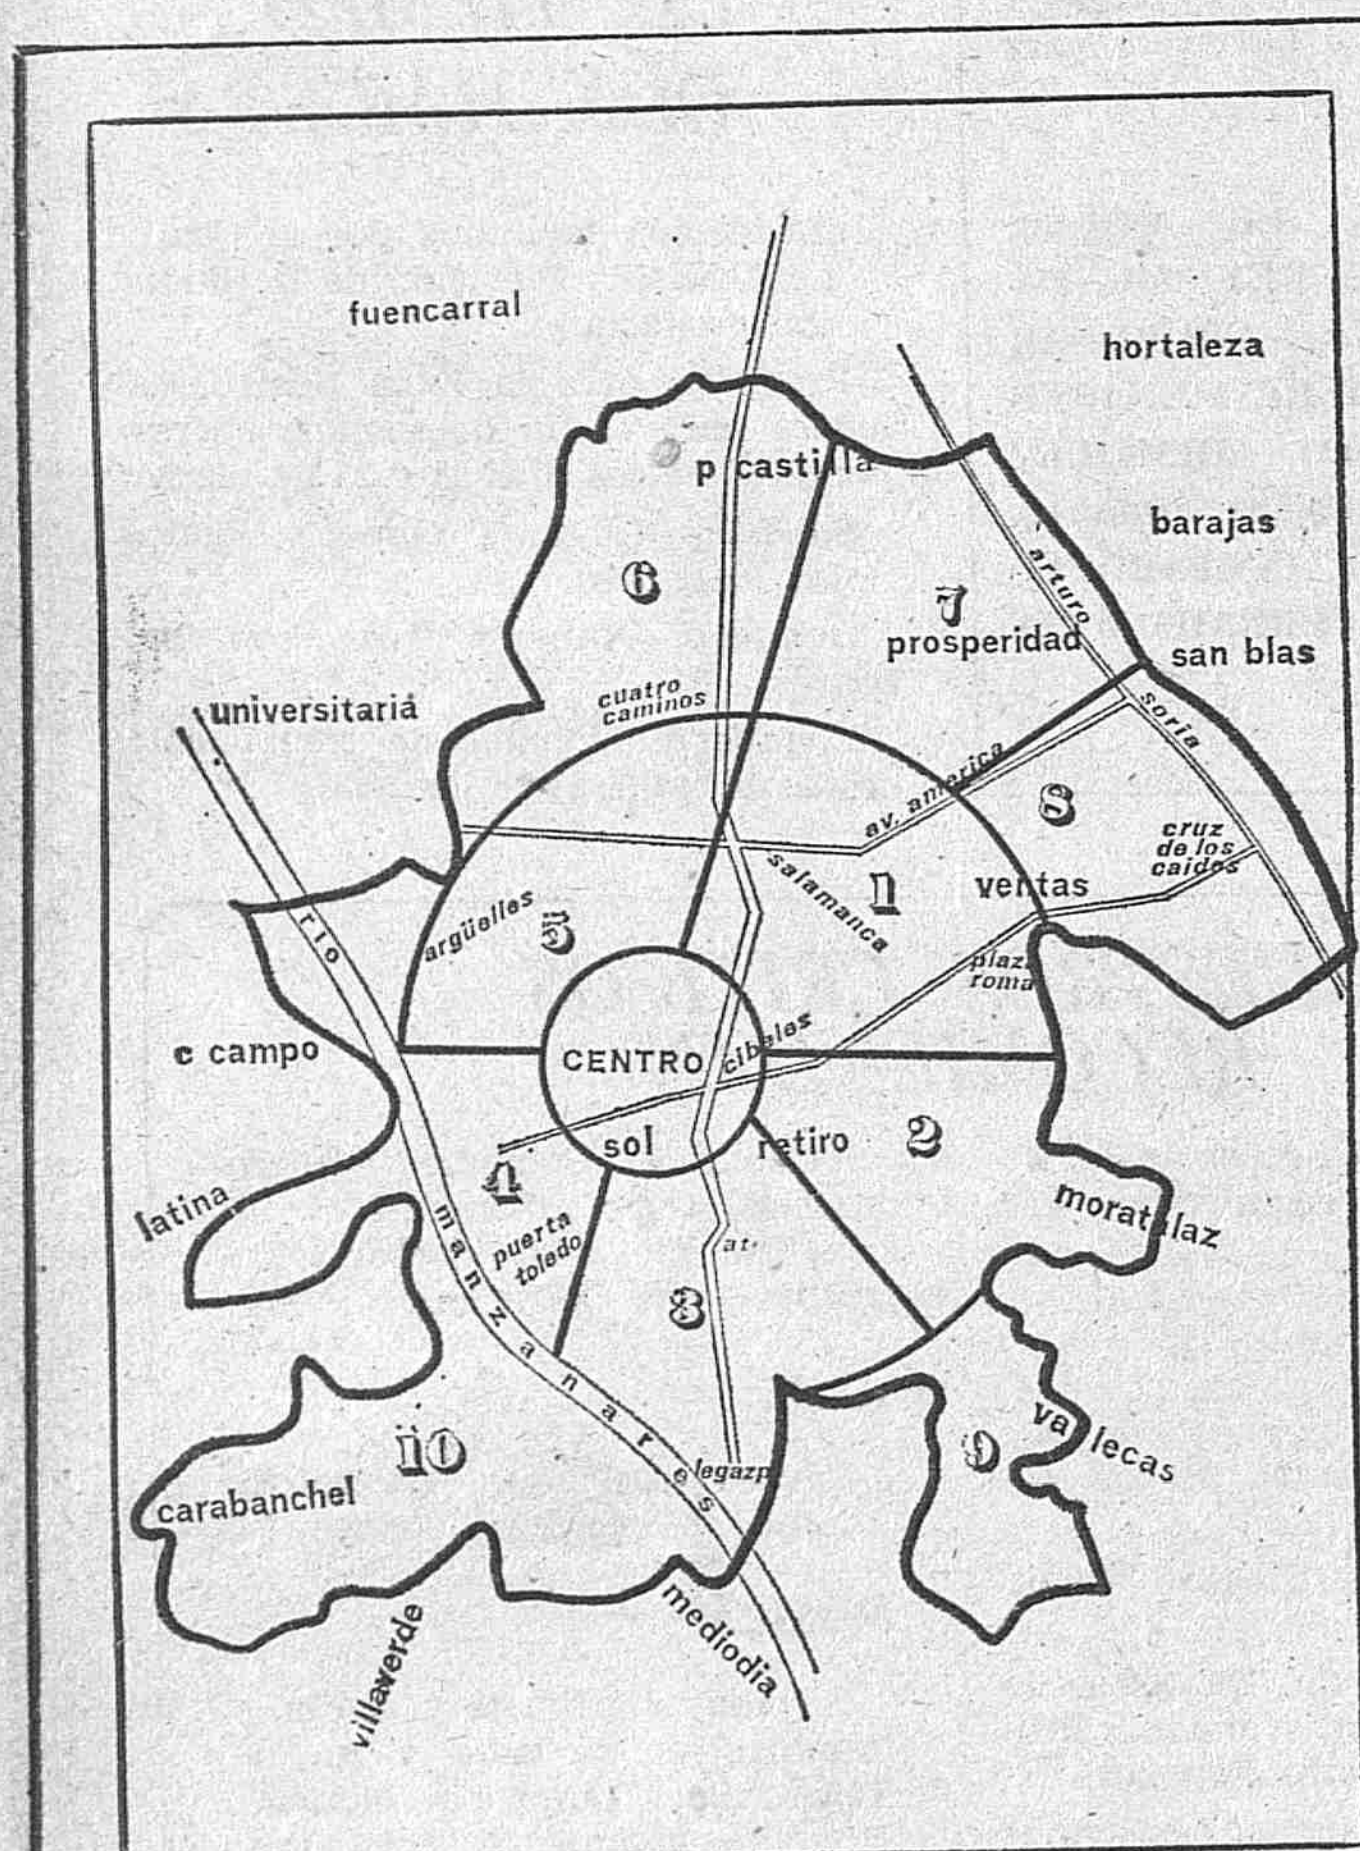 fuencarral
hortaleza
p castilla
barajas
arturo
6
7
prosperidad
san blas
cuatro
caminos
universitaria
soria
av. america
8
cruz
de los
caidos
salamanca
1
ventas
argüelles
5
rio
plaz
roma
c campo
CENTRO
cibeles
sol
retiro
2
4
latina
manzanares
puerta
toledo
moratalaz
at.
3
vallecas
9
10
legazpi
carabanchel
villaverde
mediodia